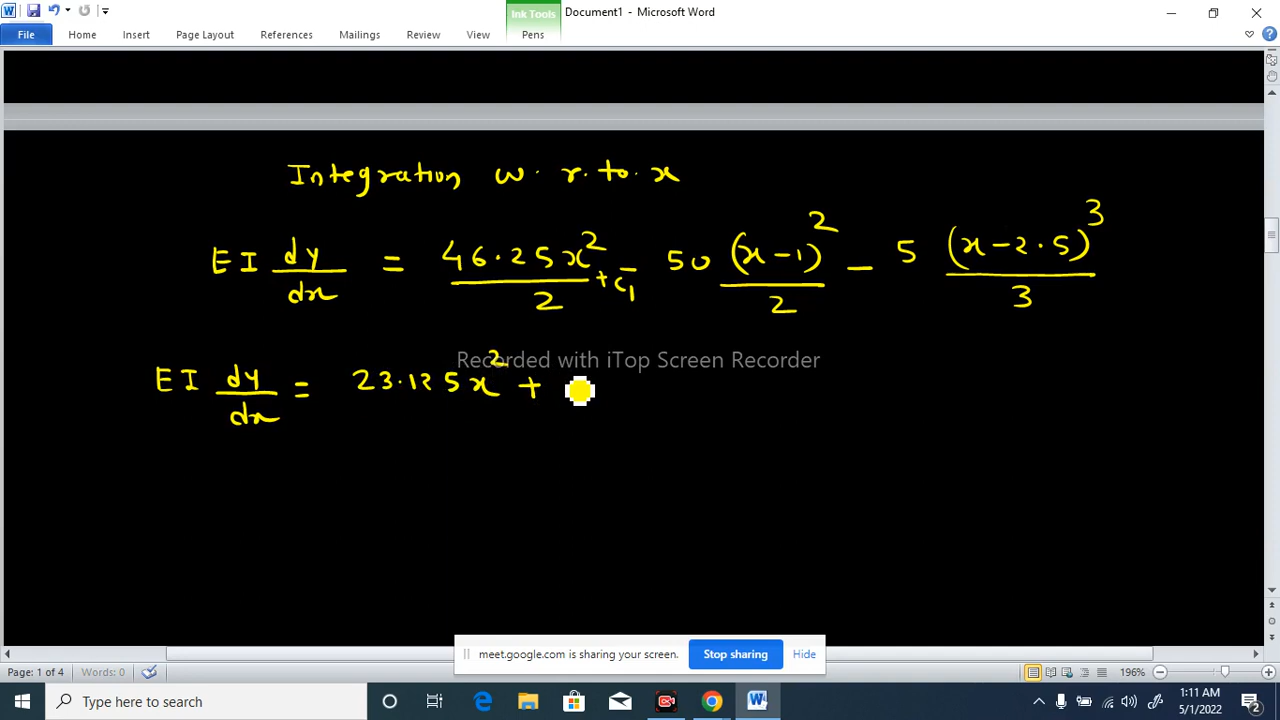 Document1 - Microsoft Word
Ink Tools
File Home Insert Page Layout References Mailings Review View Pens
Integration w.r.to.x
EI dy/dx = 46.25x²/2 + c₁ - 50 (x-1)²/2 - 5 (x-2.5)³/3
Recorded with iTop Screen Recorder
EI dy/dx = 23.125x² +
meet.google.com is sharing your screen. Stop sharing Hide
Page: 1 of 4 Words: 0 196%
Type here to search
1:11 AM
5/1/2022
2